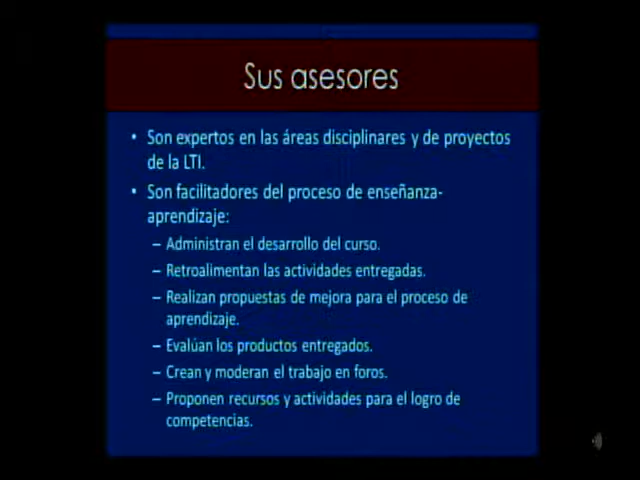 Sus asesores
• Son expertos en las áreas disciplinares y de proyectos
de la LTI.
• Son facilitadores del proceso de enseñanza-
aprendizaje:
– Administran el desarrollo del curso.
– Retroalimentan las actividades entregadas.
– Realizan propuestas de mejora para el proceso de
aprendizaje.
– Evalúan los productos entregados.
– Crean y moderan el trabajo en foros.
– Proponen recursos y actividades para el logro de
competencias.